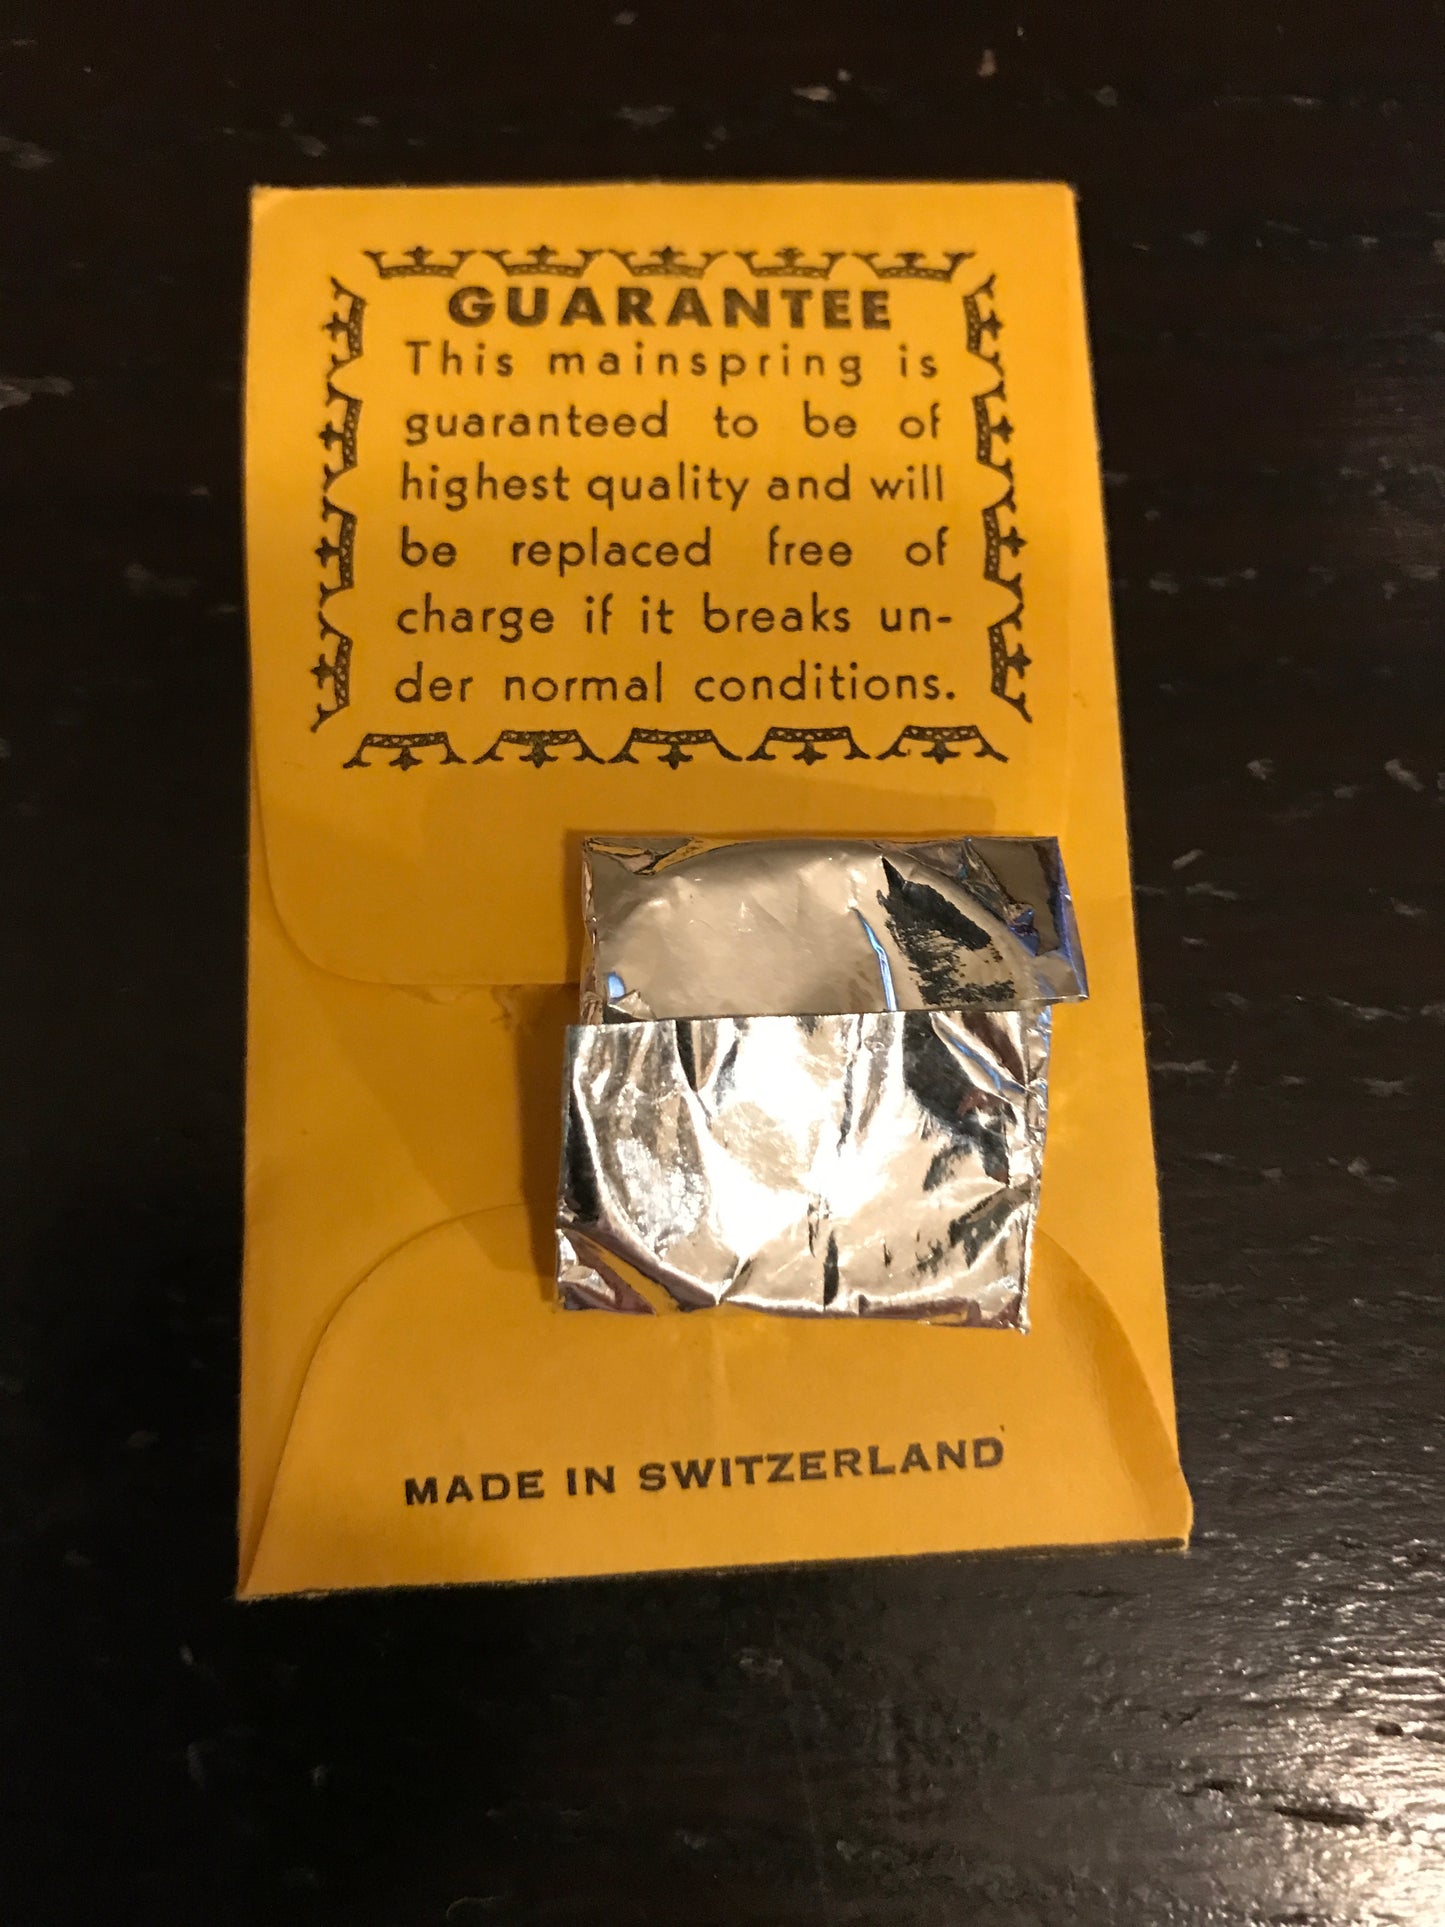 GUARANTEE
This mainspring is
guaranteed to be of
highest quality and will
be replaced free of
charge if it breaks un-
der normal conditions.
MADE IN SWITZERLAND